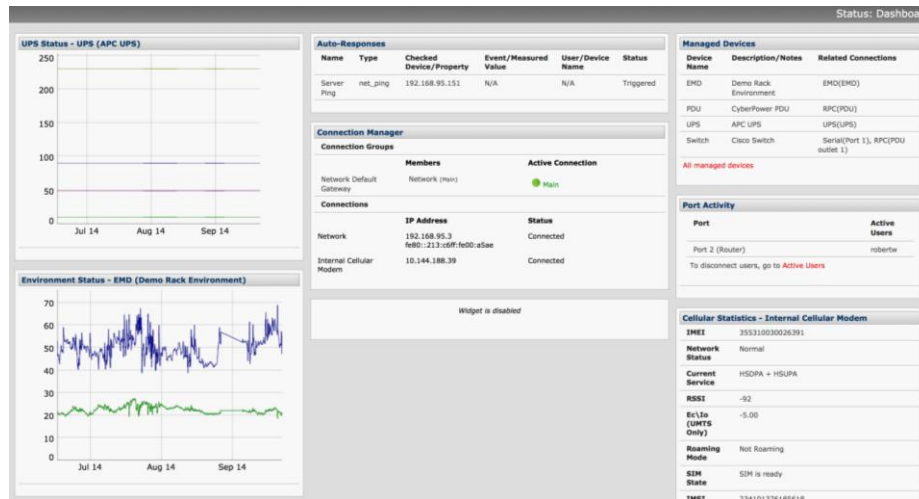 Status: Dashboa
UPS Status - UPS (APC UPS)
250
200
150
100
50
0
Jul 14 Aug 14 Sep 14
Environment Status - EMD (Demo Rack Environment)
70
60
50
40
30
20
10
0
Jul 14 Aug 14 Sep 14
Auto-Responses
Name Type Checked Device/Property Event/Measured Value User/Device Name Status
Server Ping net_ping 192.168.95.151 N/A N/A Triggered
Connection Manager
Connection Groups
Members Active Connection
Network Default Gateway Network (Main) Main
Connections
IP Address Status
Network 192.168.95.3 Connected
fe80::213:c6ff:fe00:a5ae
Internal Cellular Modem 10.144.188.39 Connected
Widget is disabled
Managed Devices
Device Name Description/Notes Related Connections
EMD Demo Rack Environment EMD(EMD)
PDU CyberPower PDU RPC(PDU)
UPS APC UPS UPS(UPS)
Switch Cisco Switch Serial(Port 1), RPC(PDU outlet 1)
All managed devices
Port Activity
Port Active Users
Port 2 (Router) robertw
To disconnect users, go to Active Users
Cellular Statistics - Internal Cellular Modem
IMEI 355310030026391
Network Status Normal
Current Service HSDPA + HSUPA
RSSI -92
Ec\Io (UMTS Only) -5.00
Roaming Mode Not Roaming
SIM State SIM is ready
IMSI